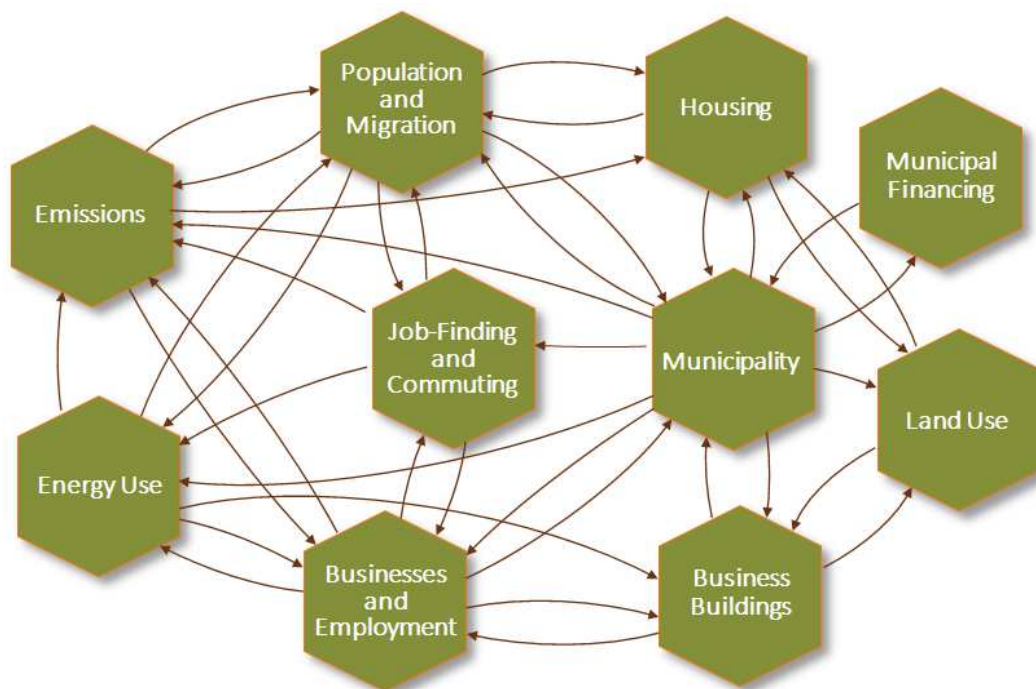 Population
and
Migration
Housing
Municipal
Financing
Emissions
Job-Finding
and
Commuting
Municipality
Land Use
Energy Use
Businesses
and
Employment
Business
Buildings